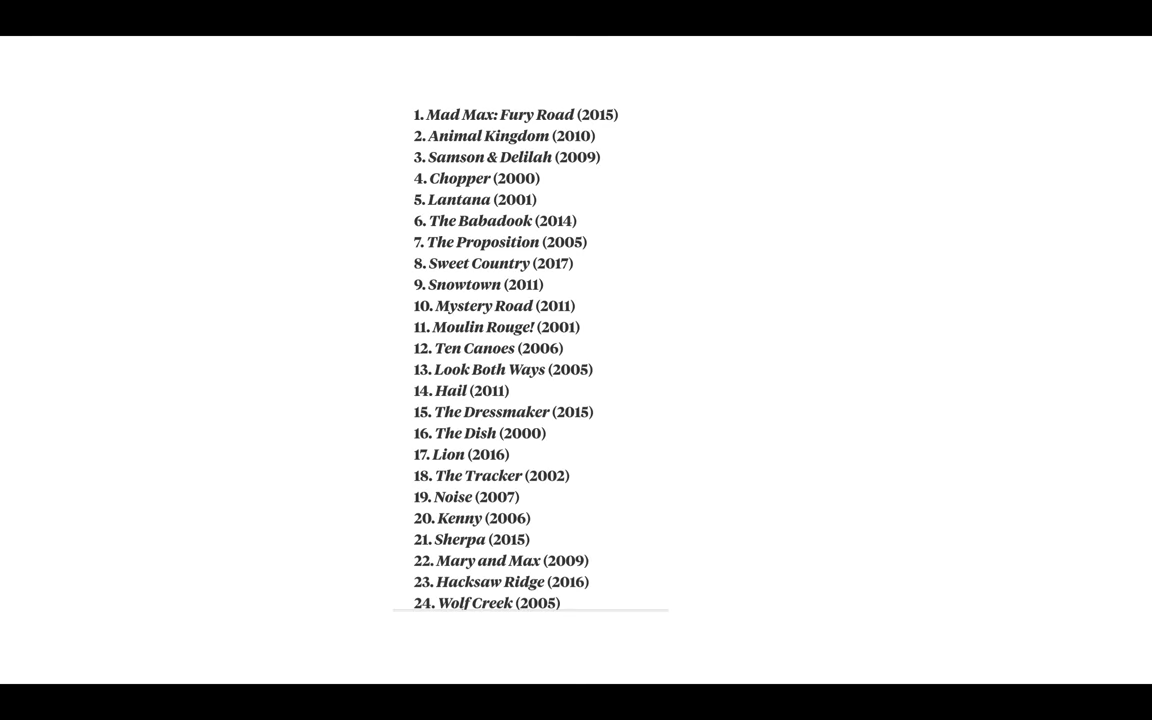 1. Mad Max: Fury Road (2015)
2. Animal Kingdom (2010)
3. Samson & Delilah (2009)
4. Chopper (2000)
5. Lantana (2001)
6. The Babadook (2014)
7. The Proposition (2005)
8. Sweet Country (2017)
9. Snowtown (2011)
10. Mystery Road (2011)
11. Moulin Rouge! (2001)
12. Ten Canoes (2006)
13. Look Both Ways (2005)
14. Hail (2011)
15. The Dressmaker (2015)
16. The Dish (2000)
17. Lion (2016)
18. The Tracker (2002)
19. Noise (2007)
20. Kenny (2006)
21. Sherpa (2015)
22. Mary and Max (2009)
23. Hacksaw Ridge (2016)
24. Wolf Creek (2005)